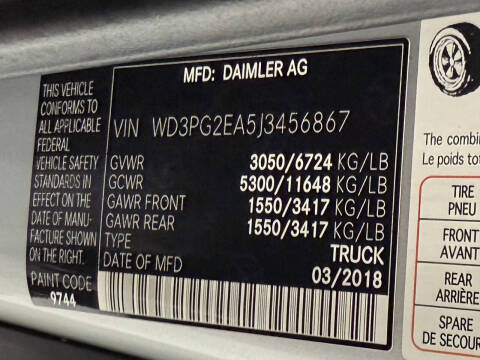 MFD: DAIMLER AG
THIS VEHICLE
CONFORMS TO
ALL APPLICABLE
FEDERAL
VEHICLE SAFETY
STANDARDS IN
EFFECT ON THE
DATE OF MANU-
FACTURE SHOWN
ON THE RIGHT.
PAINT CODE
9744
VIN WD3PG2EA5J3456867
GVWR 3050/6724 KG/LB
GCWR 5300/11648 KG/LB
GAWR FRONT 1550/3417 KG/LB
GAWR REAR 1550/3417 KG/LB
TYPE TRUCK
DATE OF MFD 03/2018
The combine
Le poids tot
TIRE
PNEU
FRONT
AVANT
REAR
ARRIÈRE
SPARE
DE SECOUR